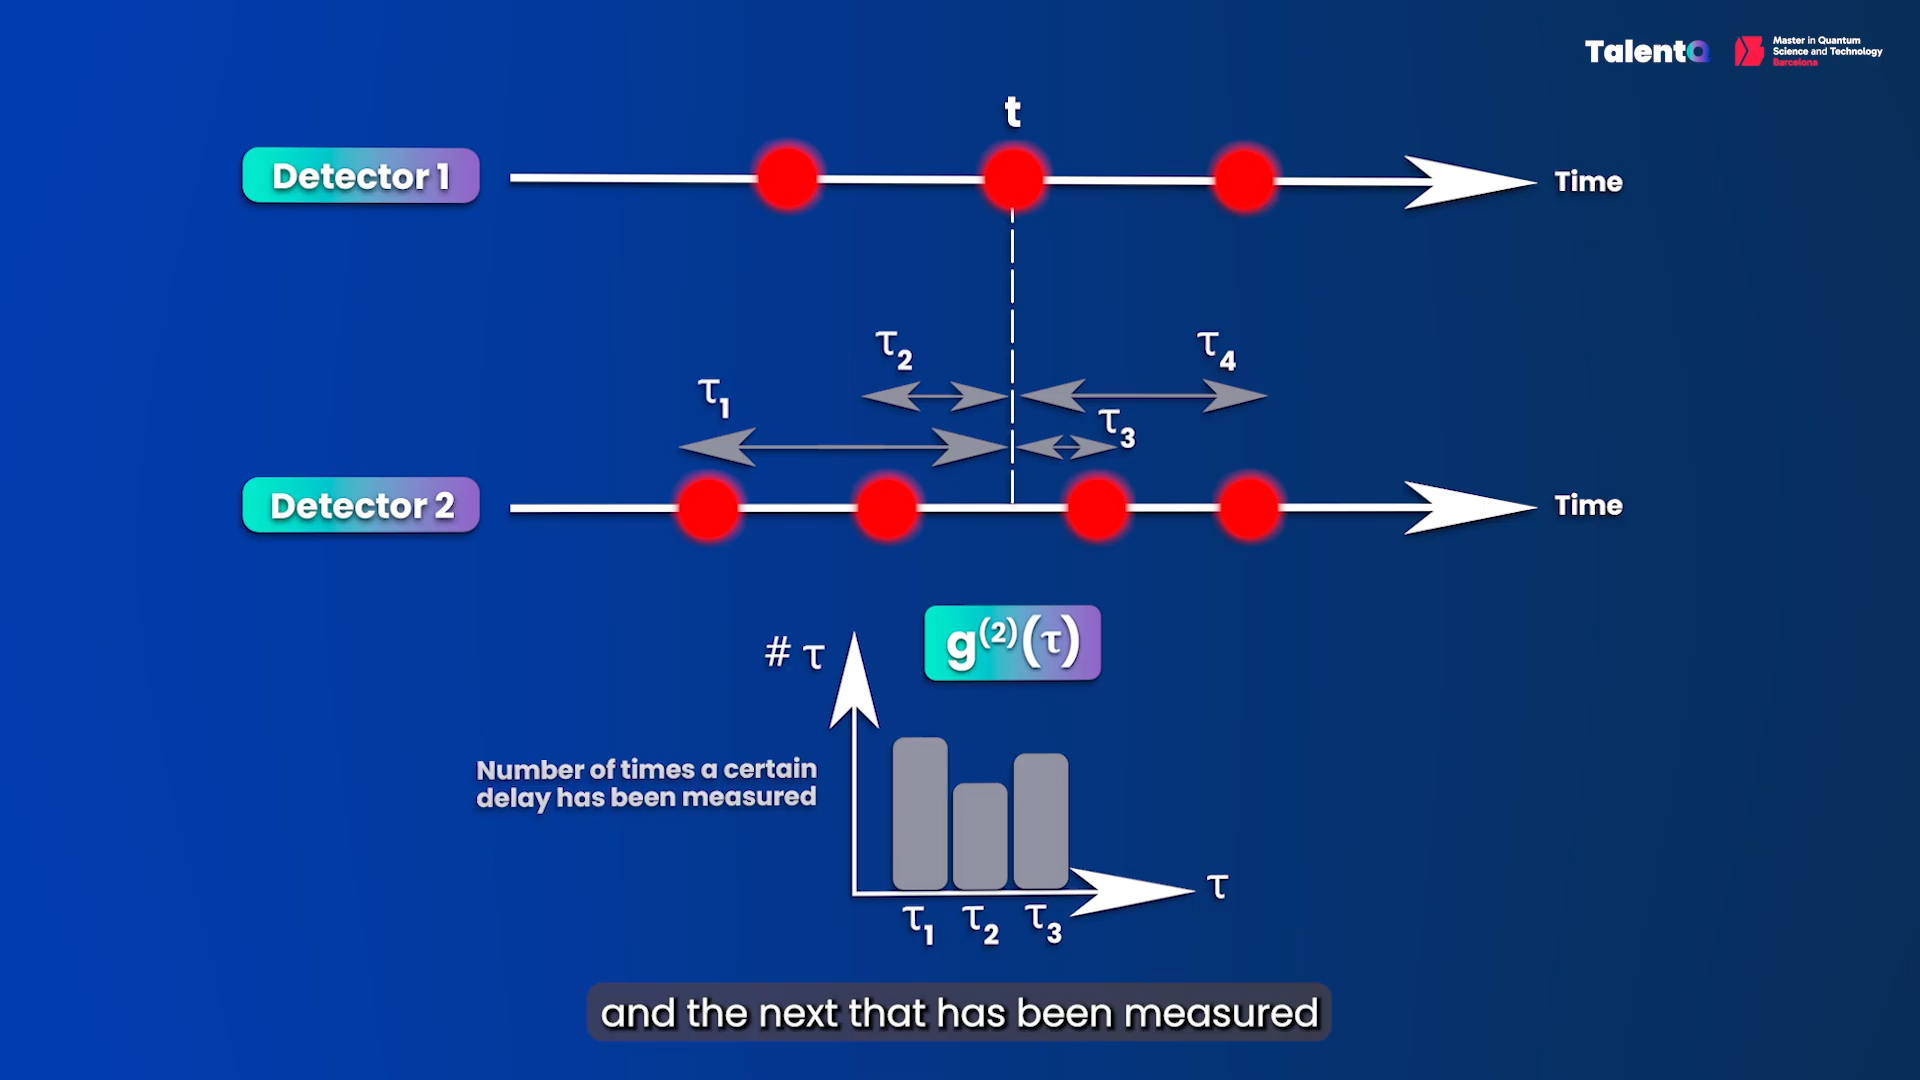 TalentQ
Master in Quantum
Science and Technology
Barcelona
t
Detector 1
Time
τ2
τ4
τ1
τ3
Detector 2
Time
g(2)(τ)
# τ
Number of times a certain
delay has been measured
τ
τ1 τ2 τ3
and the next that has been measured